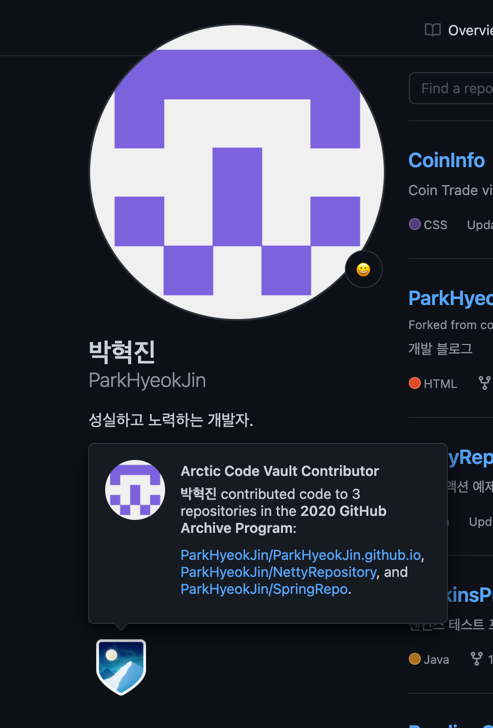 Overvie
Find a repo
CoinInfo
Coin Trade vi
CSS Upda
ParkHyeo
Forked from co
개발 블로그
HTML
박혁진
ParkHyeokJin
성실하고 노력하는 개발자.
Arctic Code Vault Contributor
박혁진 contributed code to 3
repositories in the 2020 GitHub
Archive Program:
ParkHyeokJin/ParkHyeokJin.github.io,
ParkHyeokJin/NettyRepository, and
ParkHyeokJin/SpringRepo.
yRep
액션 예제
Upd
kinsP
젠킨스 테스트 프
Java 1